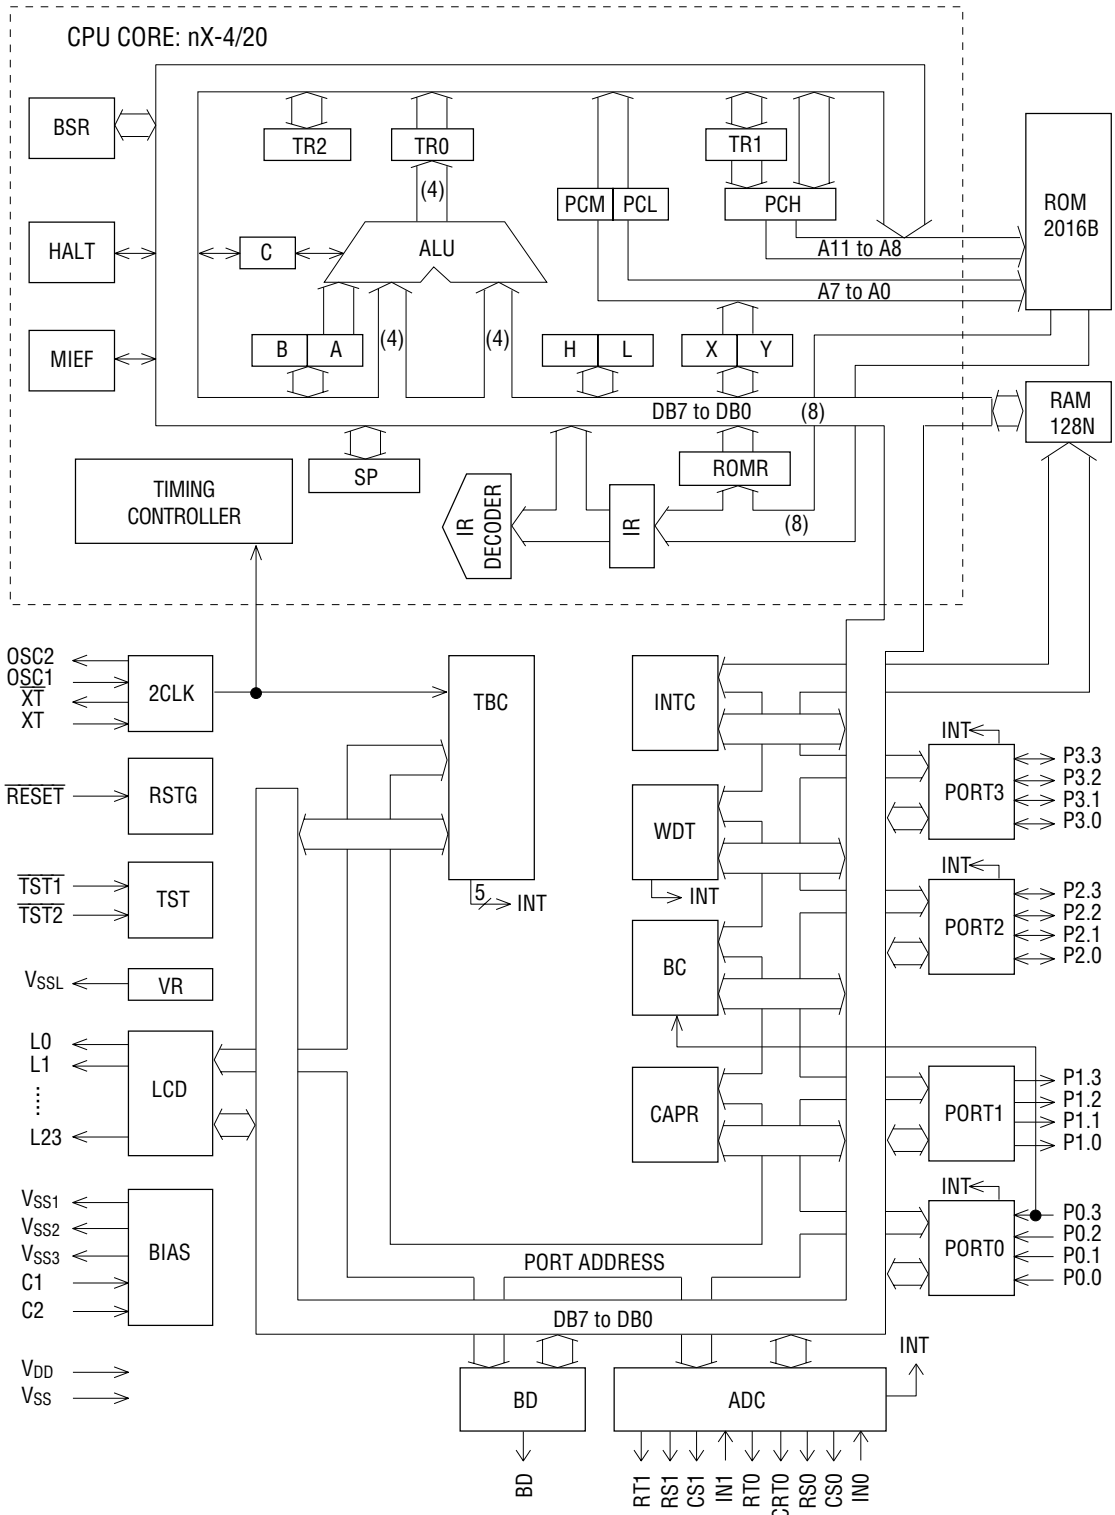 CPU CORE: nX-4/20
BSR
TR2
TR0
TR1
(4)
PCM
PCL
PCH
ROM
2016B
HALT
C
ALU
A11 to A8
A7 to A0
MIEF
B
A
(4)
(4)
H
L
X
Y
DB7 to DB0
(8)
RAM
128N
SP
ROMR
TIMING
CONTROLLER
IR
DECODER
IR
(8)
OSC2
OSC1
XT
XT
2CLK
TBC
INTC
INT
PORT3
P3.3
P3.2
P3.1
P3.0
RESET
RSTG
WDT
INT
5
INT
TST1
TST2
TST
INT
PORT2
P2.3
P2.2
P2.1
P2.0
VSSL
VR
BC
L0
L1
L23
LCD
CAPR
PORT1
P1.3
P1.2
P1.1
P1.0
VSS1
VSS2
VSS3
C1
C2
BIAS
INT
PORT0
P0.3
P0.2
P0.1
P0.0
PORT ADDRESS
DB7 to DB0
VDD
VSS
BD
ADC
INT
BD
RT1
RS1
CS1
IN1
RT0
CRT0
RS0
CS0
IN0